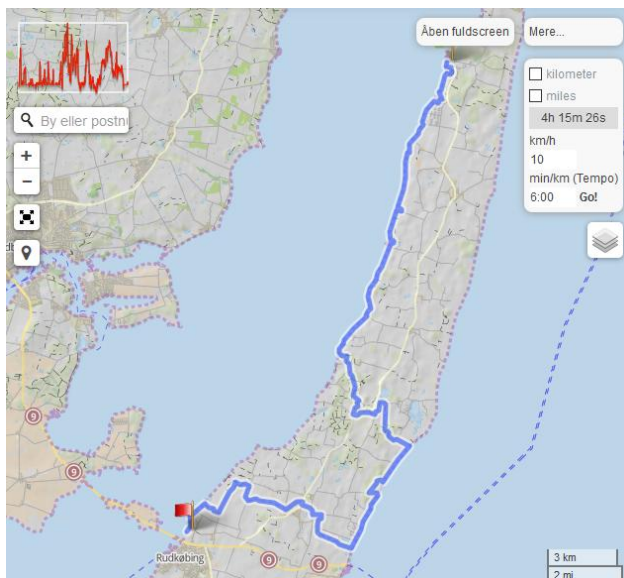 Åben fuldscreen
Mere...
By eller postnu
kilometer
miles
4h 15m 26s
km/h
10
min/km (Tempo)
6:00 Go!
+
−
9
9
Rudkøbing
9
9
3 km
2 mi